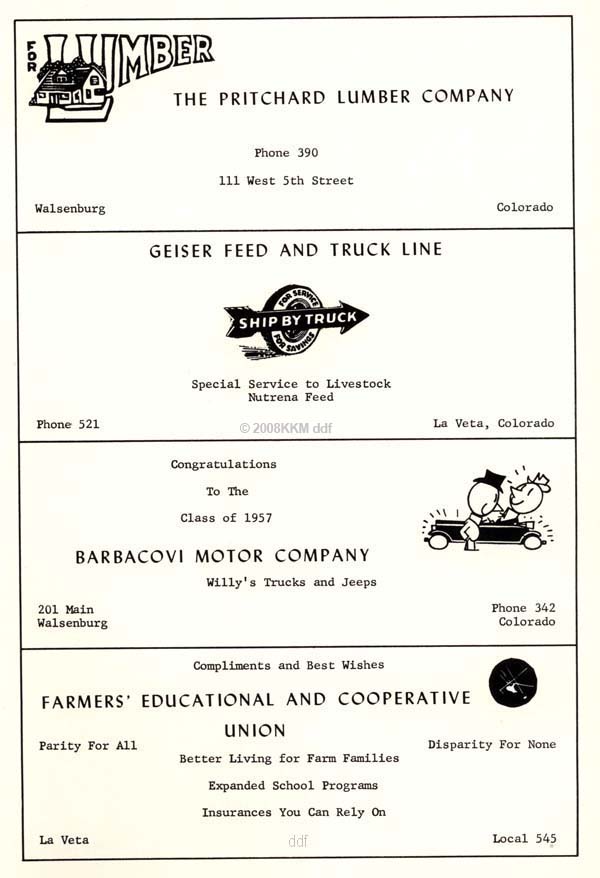 FOR LUMBER
THE PRITCHARD LUMBER COMPANY
Phone 390
111 West 5th Street
Walsenburg Colorado
GEISER FEED AND TRUCK LINE
FOR SERVICE
SHIP BY TRUCK
FOR SAVINGS
Special Service to Livestock
Nutrena Feed
Phone 521 La Veta, Colorado
© 2008KKM ddf
Congratulations
To The
Class of 1957
BARBACOVI MOTOR COMPANY
Willy's Trucks and Jeeps
201 Main Phone 342
Walsenburg Colorado
Compliments and Best Wishes
FARMERS' EDUCATIONAL AND COOPERATIVE
UNION
Parity For All Disparity For None
Better Living for Farm Families
Expanded School Programs
Insurances You Can Rely On
La Veta ddf Local 545